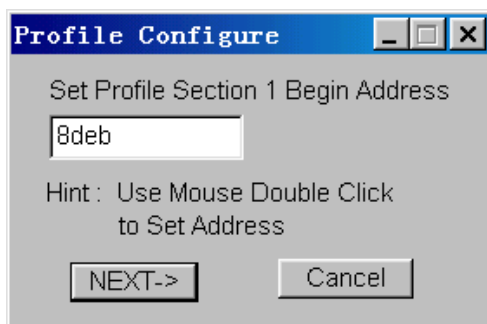 Profile Configure
Set Profile Section 1 Begin Address
8deb
Hint : Use Mouse Double Click
to Set Address
NEXT-> Cancel